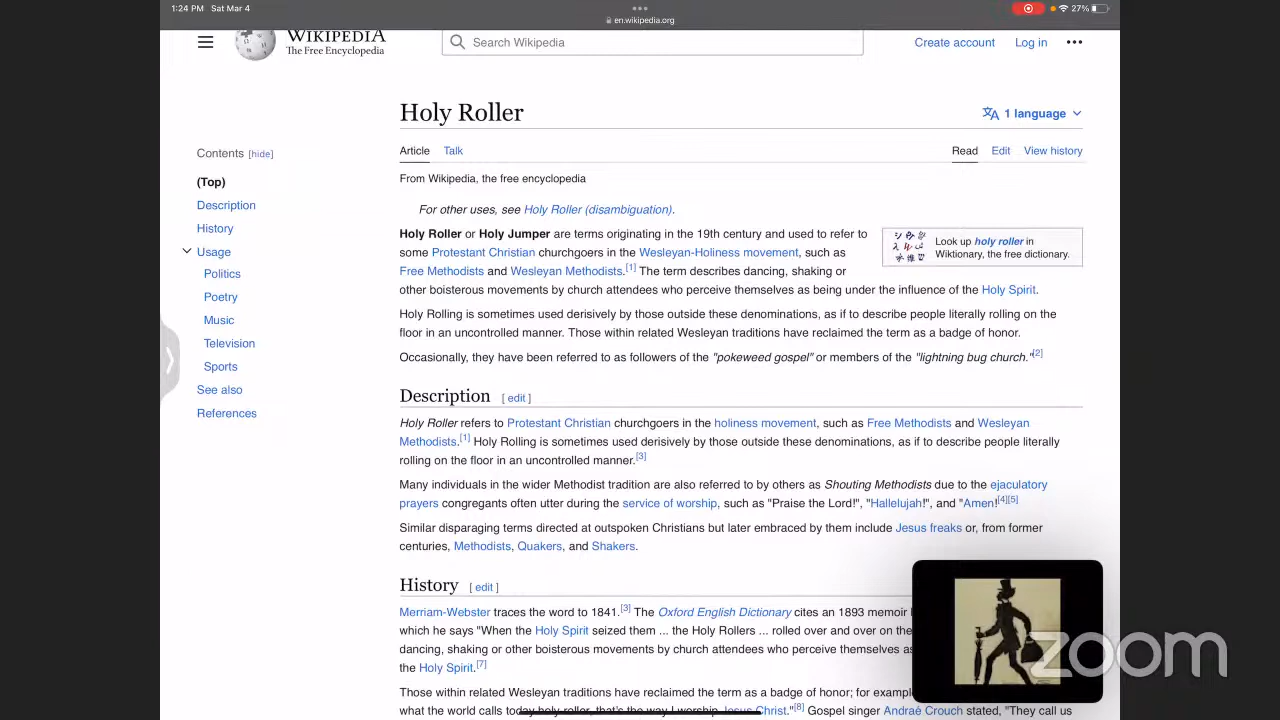 1:24 PM Sat Mar 4
27%
en.wikipedia.org
WIKIPEDIA
The Free Encyclopedia
Search Wikipedia
Create account Log in
Holy Roller
1 language
Contents [hide]
(Top)
Description
History
Usage
Politics
Poetry
Music
Television
Sports
See also
References
Article Talk
Read Edit View history
From Wikipedia, the free encyclopedia
For other uses, see Holy Roller (disambiguation).
Holy Roller or Holy Jumper are terms originating in the 19th century and used to refer to
some Protestant Christian churchgoers in the Wesleyan-Holiness movement, such as
Free Methodists and Wesleyan Methodists.[1] The term describes dancing, shaking or
other boisterous movements by church attendees who perceive themselves as being under the influence of the Holy Spirit.
Look up holy roller in
Wiktionary, the free dictionary.
Holy Rolling is sometimes used derisively by those outside these denominations, as if to describe people literally rolling on the
floor in an uncontrolled manner. Those within related Wesleyan traditions have reclaimed the term as a badge of honor.
Occasionally, they have been referred to as followers of the "pokeweed gospel" or members of the "lightning bug church."[2]
Description [ edit ]
Holy Roller refers to Protestant Christian churchgoers in the holiness movement, such as Free Methodists and Wesleyan
Methodists.[1] Holy Rolling is sometimes used derisively by those outside these denominations, as if to describe people literally
rolling on the floor in an uncontrolled manner.[3]
Many individuals in the wider Methodist tradition are also referred to by others as Shouting Methodists due to the ejaculatory
prayers congregants often utter during the service of worship, such as "Praise the Lord!", "Hallelujah!", and "Amen![4][5]
Similar disparaging terms directed at outspoken Christians but later embraced by them include Jesus freaks or, from former
centuries, Methodists, Quakers, and Shakers.
History [ edit ]
Merriam-Webster traces the word to 1841.[3] The Oxford English Dictionary cites an 1893 memoir
which he says "When the Holy Spirit seized them ... the Holy Rollers ... rolled over and over on the
dancing, shaking or other boisterous movements by church attendees who perceive themselves as
the Holy Spirit.[7]
Those within related Wesleyan traditions have reclaimed the term as a badge of honor; for
what the world calls today holy-roller, that's the way I worship Jesus Christ."[8] Gospel singer Andraé Crouch stated, "They call us
zoom